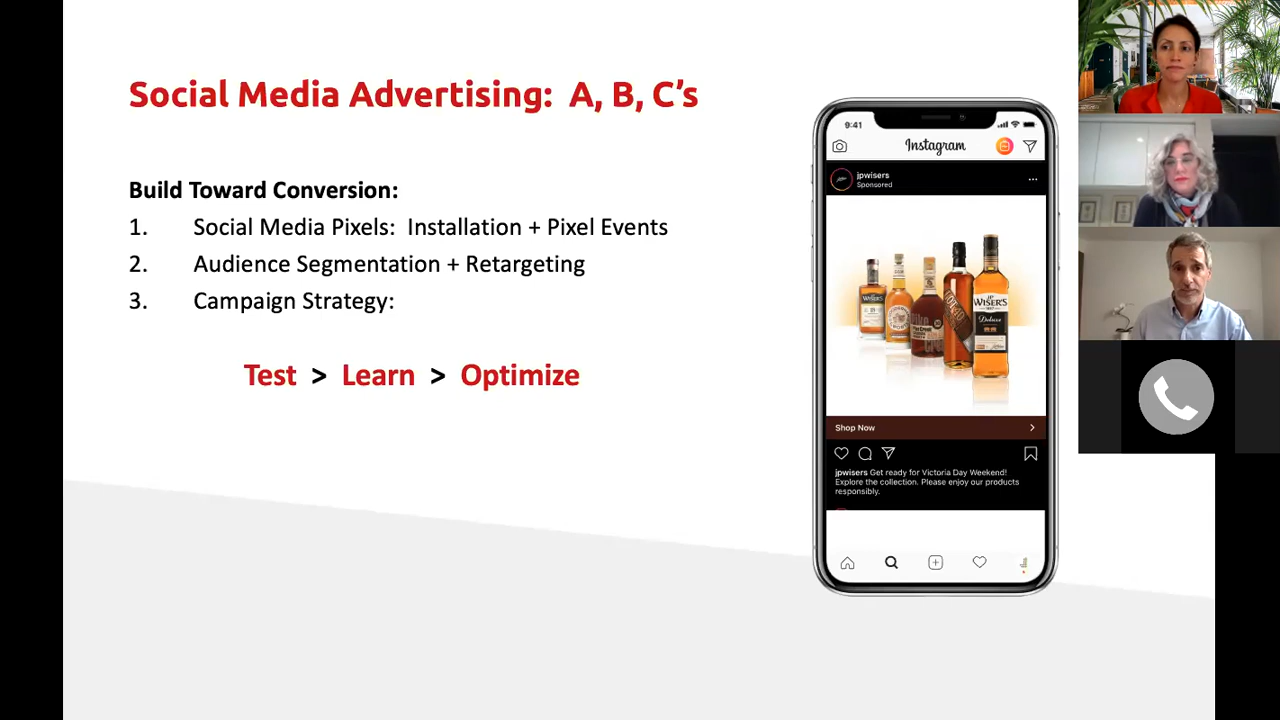 Social Media Advertising: A, B, C’s
Build Toward Conversion:
1. Social Media Pixels: Installation + Pixel Events
2. Audience Segmentation + Retargeting
3. Campaign Strategy:
Test > Learn > Optimize
9:41
Instagram
jpwisers
Sponsored
J.P. WISER'S
Deluxe
Shop Now
jpwisers Get ready for Victoria Day Weekend!
Explore the collection. Please enjoy our products
responsibly.